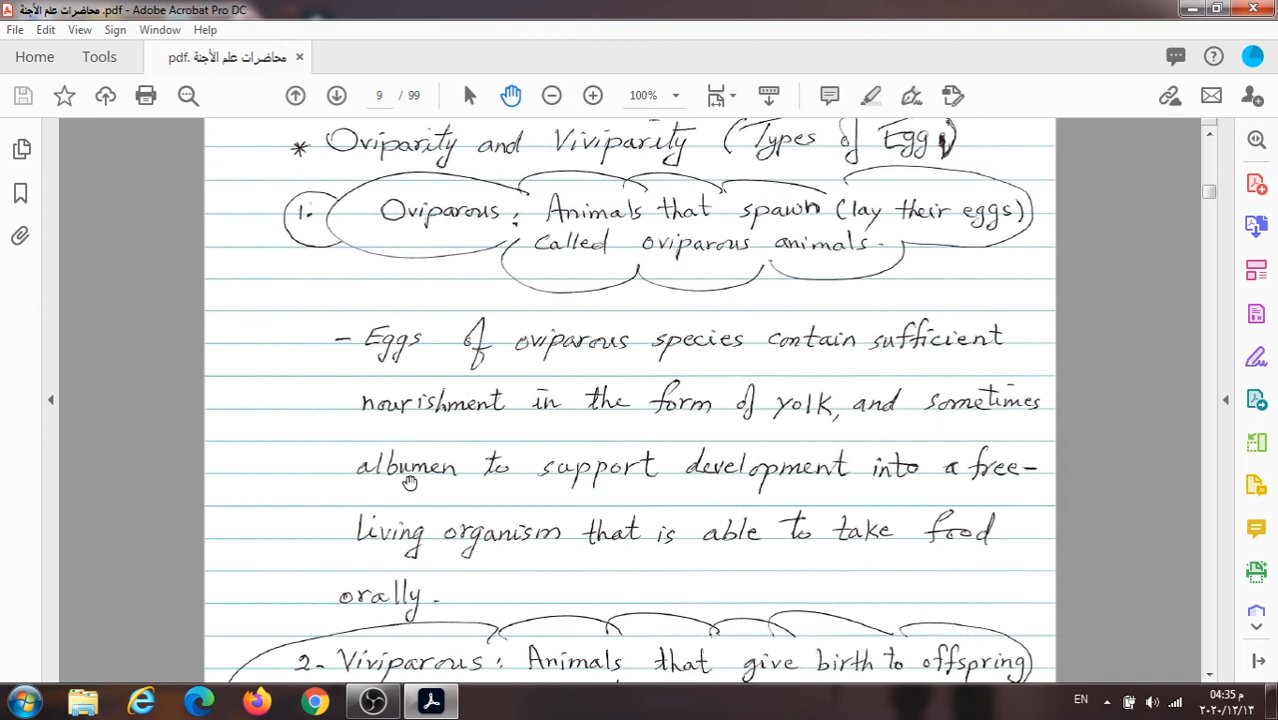 محاضرات علم الأجنة.pdf - Adobe Acrobat Pro DC
File Edit View Sign Window Help
Home Tools محاضرات علم الأجنة.pdf ×
9 / 99 100%
* Oviparity and Viviparity (Types of Egg)
1. Oviparous: Animals that spawn (lay their eggs)
called oviparous animals.
- Eggs of oviparous species contain sufficient
nourishment in the form of yolk, and sometimes
albumen to support development into a free-
living organism that is able to take food
orally.
2- Viviparous: Animals that give birth to offspring
EN 04:35 م
٢٠٢٠/١٢/١٣